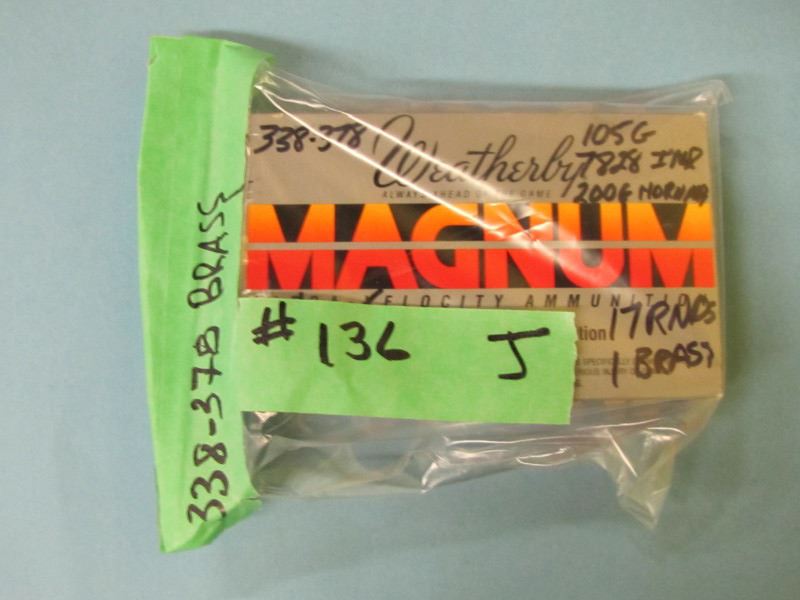 338-378 BRASS
338-378
Weatherby
ALWAYS AHEAD OF THE GAME
105G
7828 IMR
200G NORMA
MAGNUM
VELOCITY AMMUNITION
# 136 J
17 RNDS
1 BRASS